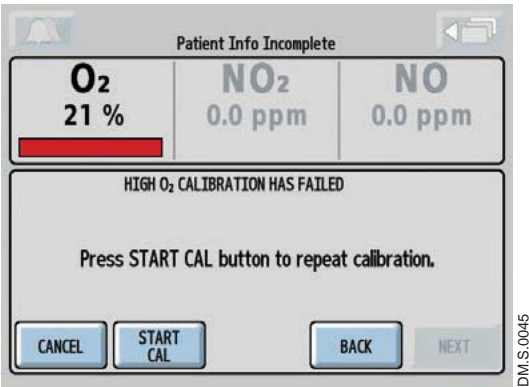 Patient Info Incomplete
O₂ NO₂ NO
21 % 0.0 ppm 0.0 ppm
HIGH O₂ CALIBRATION HAS FAILED
Press START CAL button to repeat calibration.
CANCEL START CAL BACK NEXT
DM.S.0045